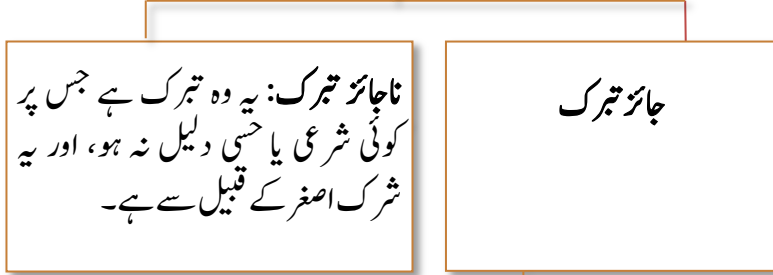 جائز تبرک
ناجائز تبرک: یہ وہ تبرک ہے جس پر
کوئی شرعی یا حسی دلیل نہ ہو، اور یہ
شرک اصغر کے قبیل سے ہے۔